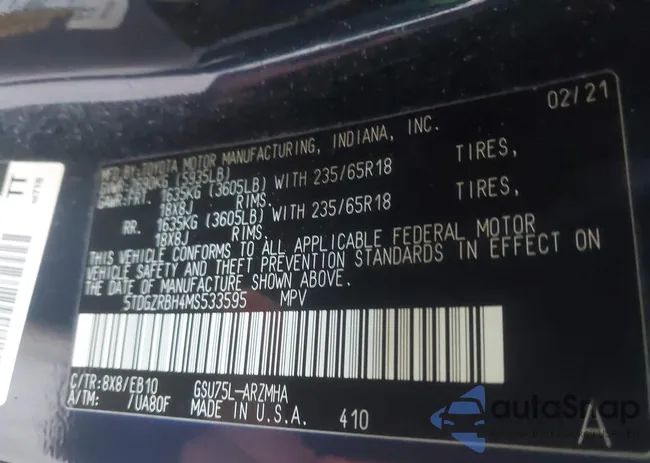 02/21
MFD BY: TOYOTA MOTOR MANUFACTURING, INDIANA, INC.
GVWR: 2690KG (5935LB)
GAWR: FRT. 1635KG (3605LB) WITH 235/65R18 TIRES,
18X8J RIMS.
RR. 1635KG (3605LB) WITH 235/65R18 TIRES,
18X8J RIMS.
THIS VEHICLE CONFORMS TO ALL APPLICABLE FEDERAL MOTOR
VEHICLE SAFETY AND THEFT PREVENTION STANDARDS IN EFFECT ON
THE DATE OF MANUFACTURE SHOWN ABOVE.
5TDGZRBH4MS533595 MPV
C/TR: 8X8/EB10 GSU75L-ARZMHA
A/TM: /UA80F MADE IN U.S.A. 410
A
TT
autoSnap